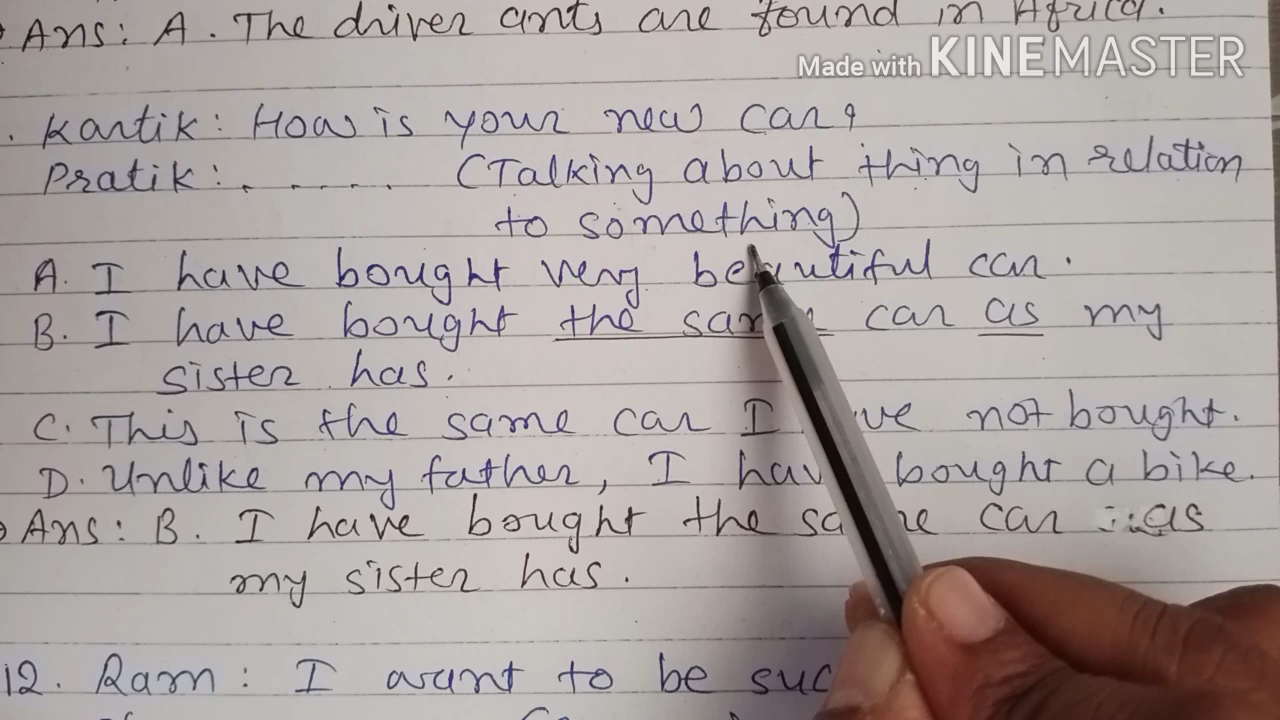 Ans: A. The driver ants are found in Africa.
Made with KINEMASTER
. Kartik: How is your new car?
Pratik: . . . . . . (Talking about thing in relation
to something)
A. I have bought very beautiful car.
B. I have bought the same car as my
sister has.
C. This is the same car I have not bought.
D. Unlike my father, I have bought a bike.
Ans: B. I have bought the same car as
my sister has.
12. Ram: I want to be suc